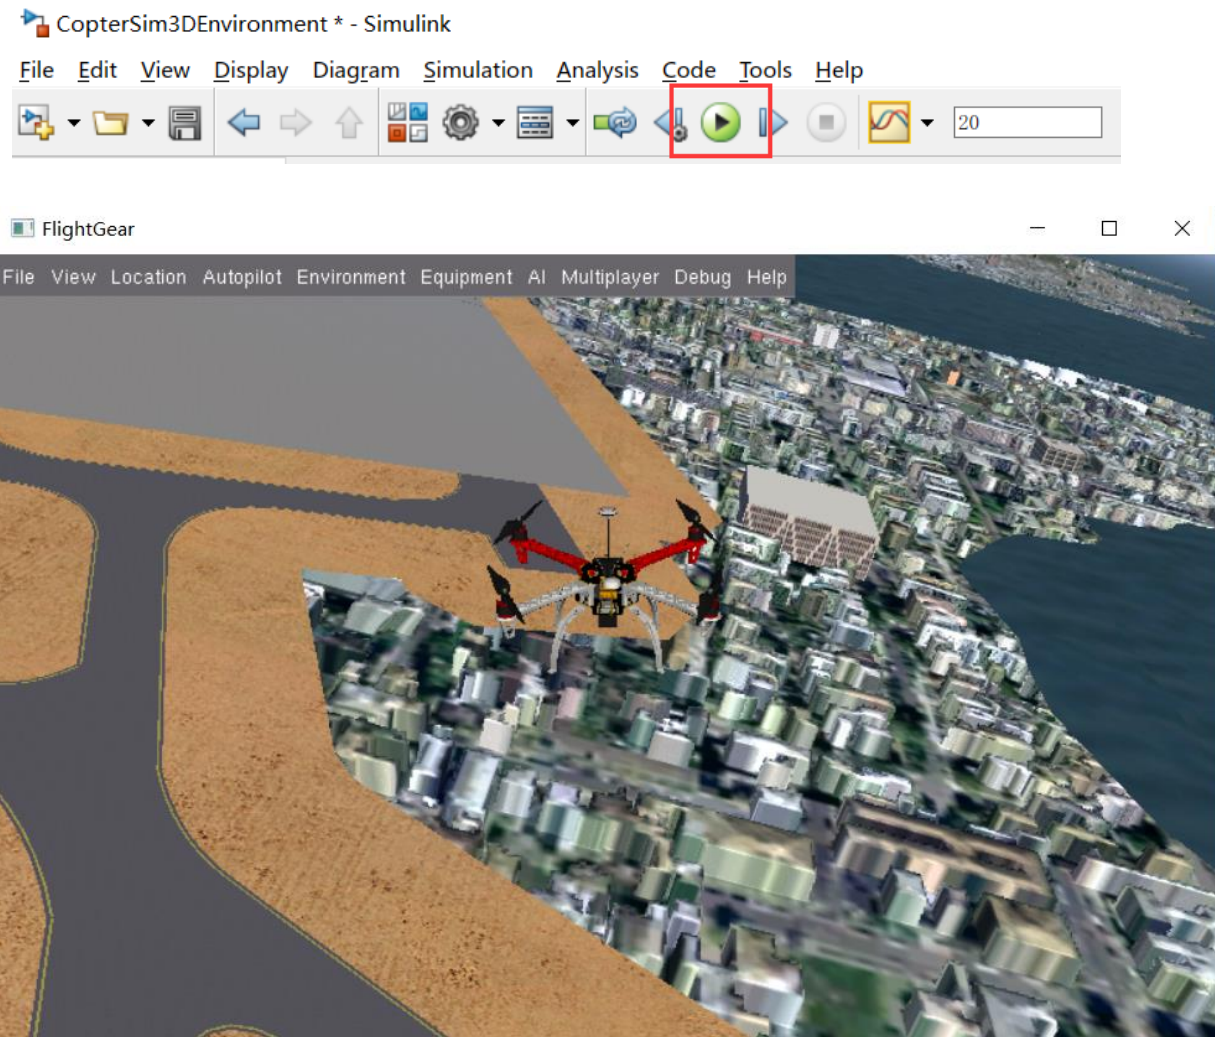 CopterSim3DEnvironment * - Simulink
File Edit View Display Diagram Simulation Analysis Code Tools Help
20
FlightGear
File View Location Autopilot Environment Equipment AI Multiplayer Debug Help